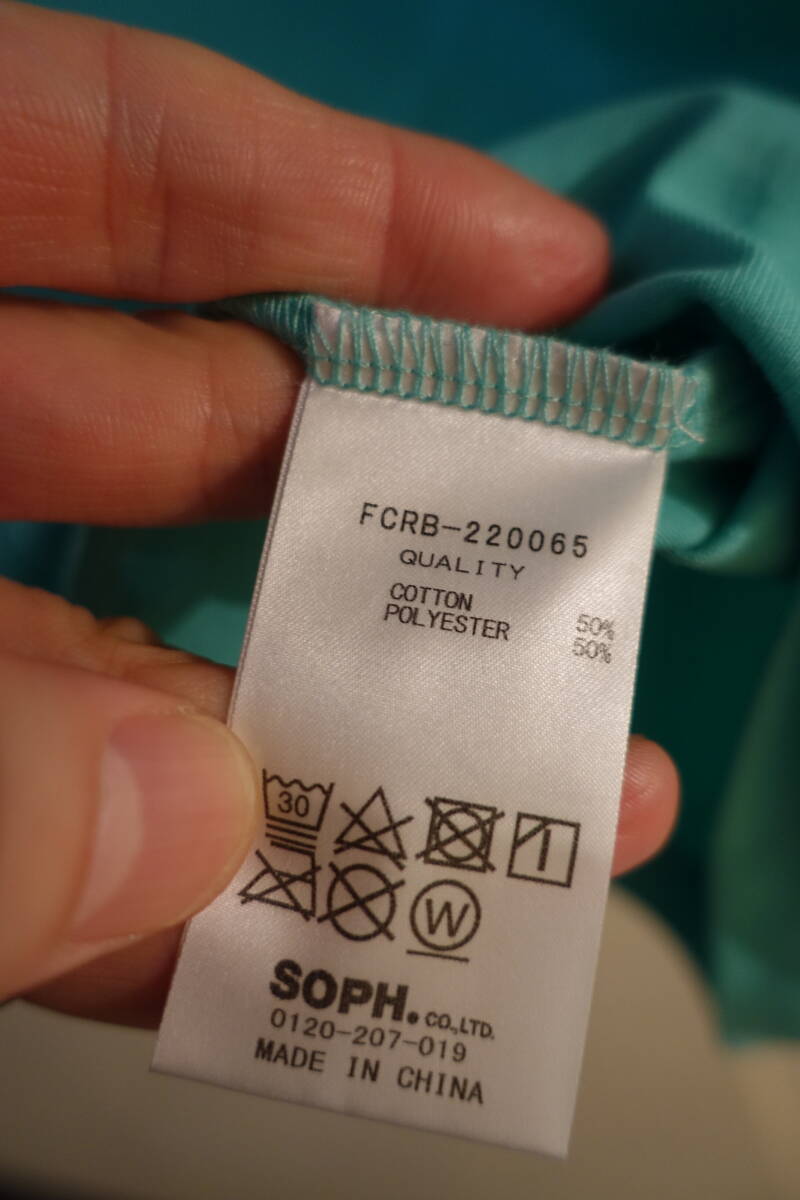 FCRB-220065
QUALITY
COTTON 50%
POLYESTER 50%
30
W
SOPH. CO.,LTD.
0120-207-019
MADE IN CHINA